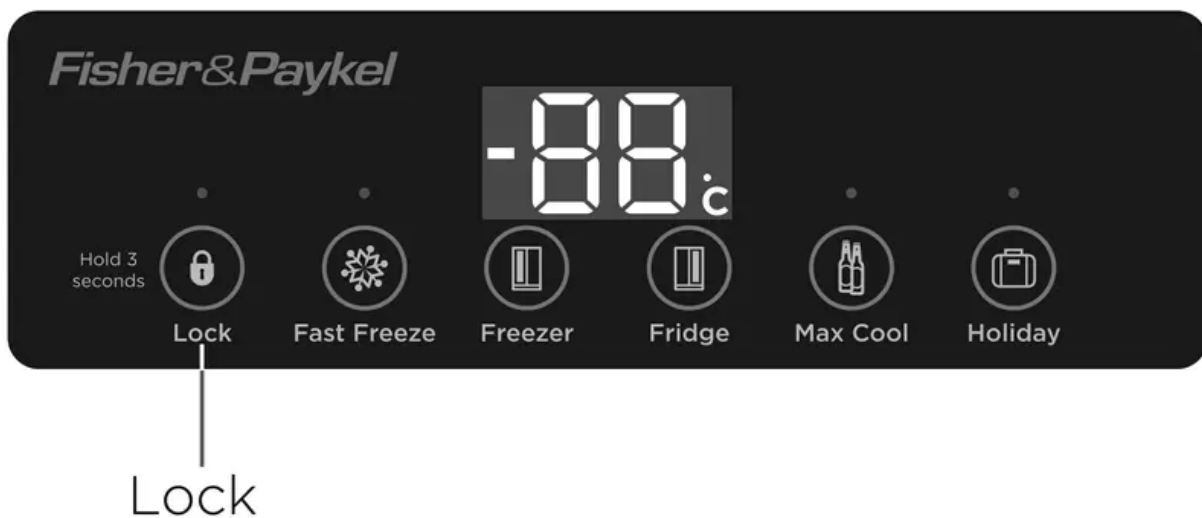 Fisher&Paykel
-88°C
Hold 3
seconds
Lock
Fast Freeze
Freezer
Fridge
Max Cool
Holiday
Lock